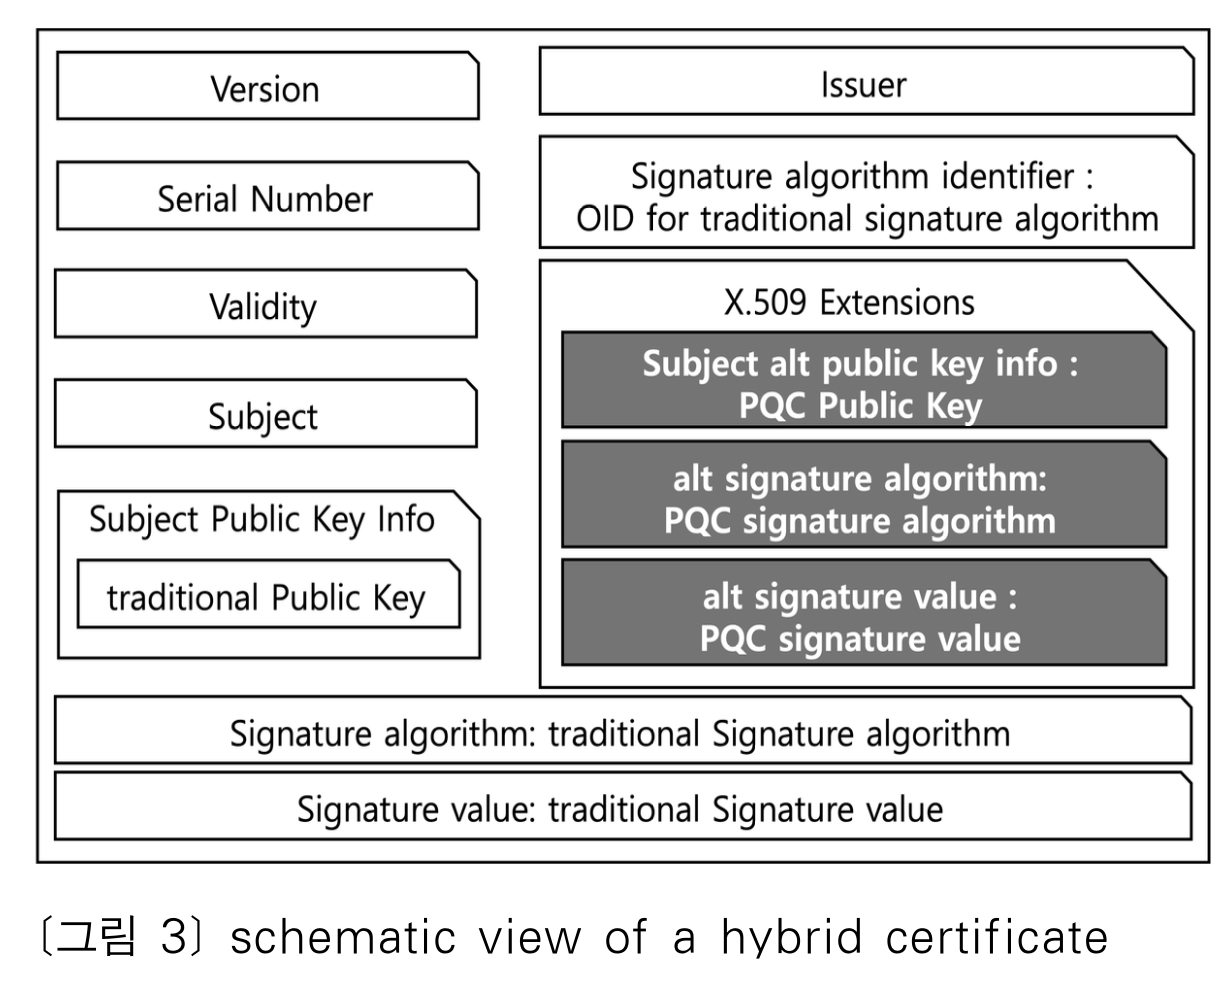 Version
Serial Number
Validity
Subject
Subject Public Key Info
traditional Public Key
Issuer
Signature algorithm identifier :
OID for traditional signature algorithm
X.509 Extensions
Subject alt public key info :
PQC Public Key
alt signature algorithm:
PQC signature algorithm
alt signature value :
PQC signature value
Signature algorithm: traditional Signature algorithm
Signature value: traditional Signature value
〔그림 3〕 schematic view of a hybrid certificate